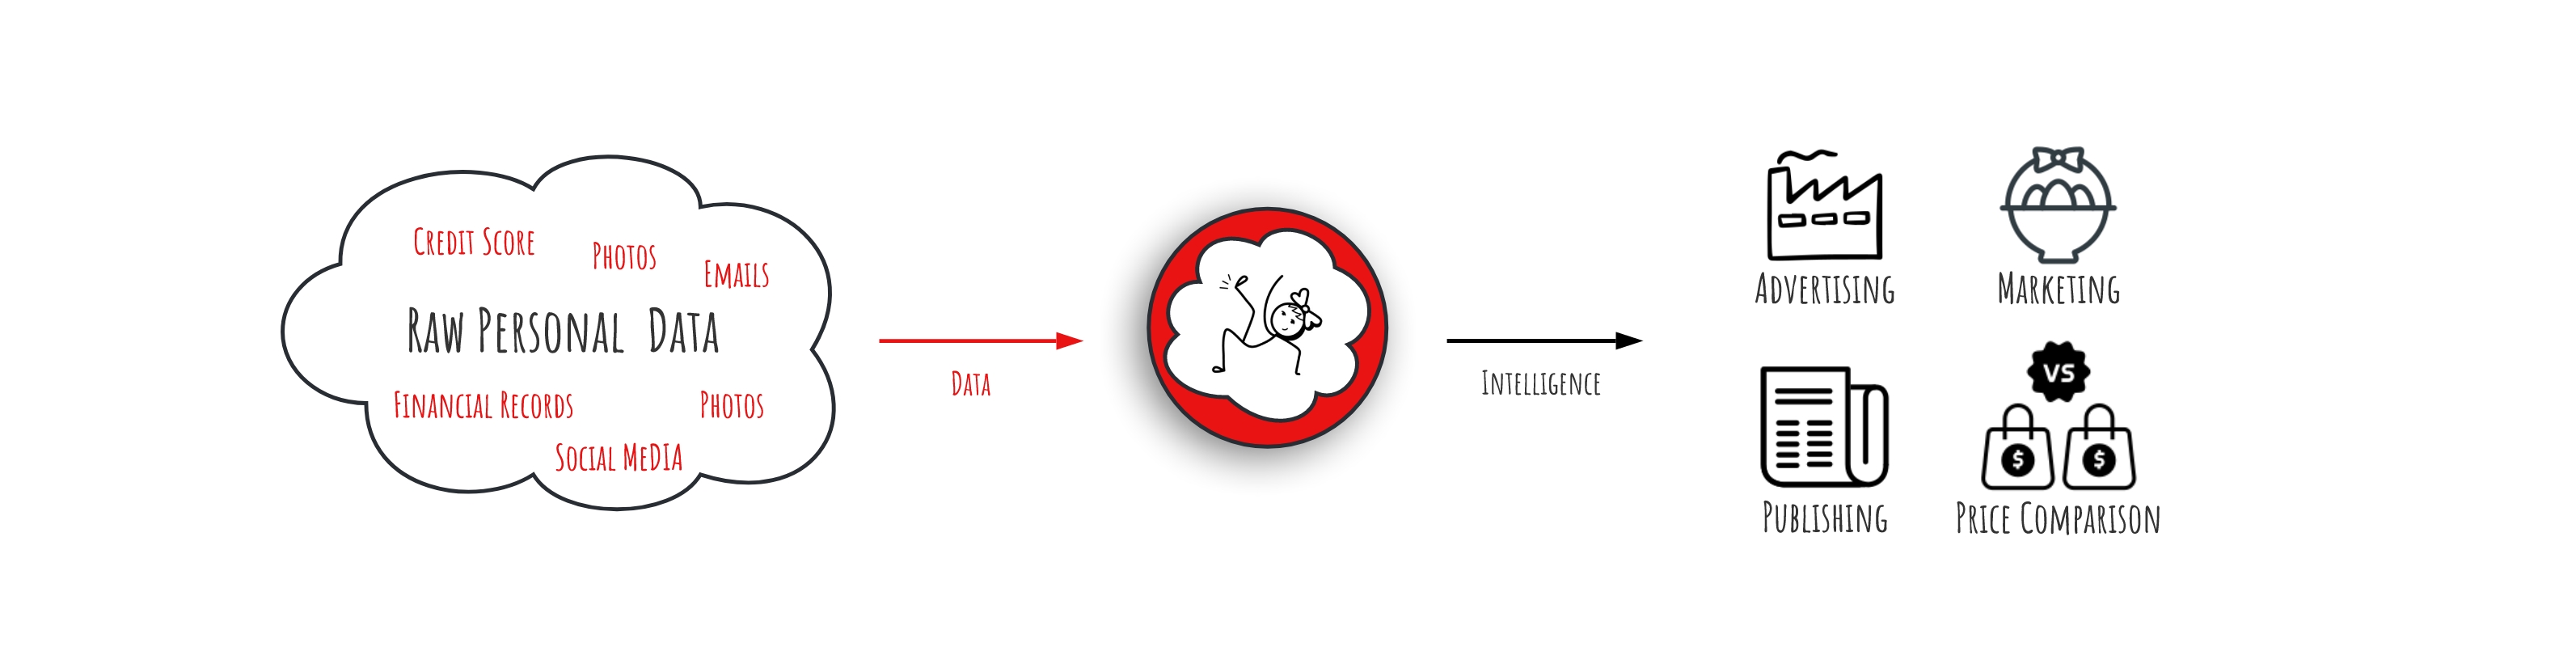 Credit Score
Photos
Emails
Raw Personal Data
Financial Records
Photos
Social MeDIA
Data
Intelligence
Advertising
Marketing
VS
$ $
Publishing
Price Comparison